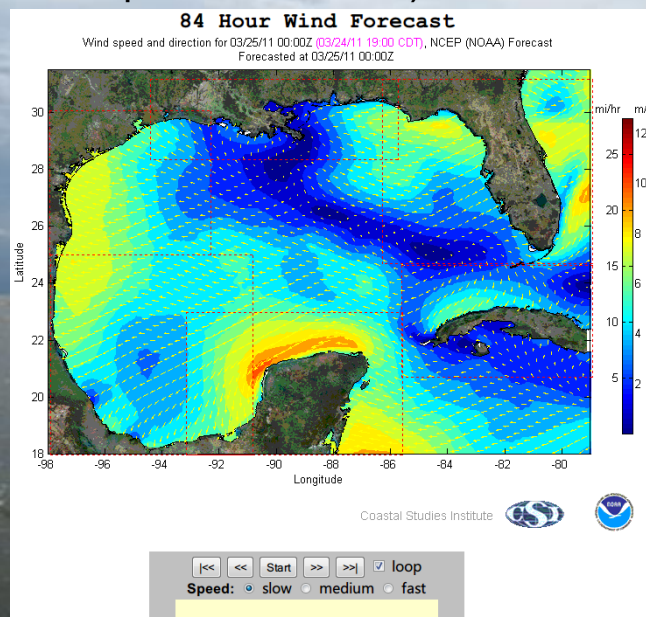 84 Hour Wind Forecast
Wind speed and direction for 03/25/11 00:00Z (03/24/11 19:00 CDT), NCEP (NOAA) Forecast
Forecasted at 03/25/11 00:00Z
mi/hr
m/
30
28
26
24
22
20
18
Latitude
-98 -96 -94 -92 -90 -88 -86 -84 -82 -80
Longitude
25
20
15
10
5
12
10
8
6
4
2
Coastal Studies Institute
CSI
NOAA
|<< << Start >> >>| loop
Speed: slow medium fast